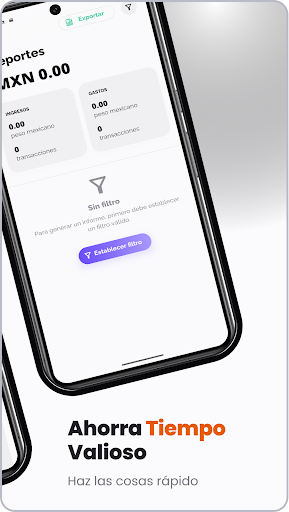 Exportar
eportes
MXN 0.00
INGRESOS
0.00
peso mexicano
0
transacciones
GASTOS
0.00
peso mexicano
0
transacciones
Sin filtro
Para generar un informe, primero debe establecer
un filtro válido.
Establecer filtro
Ahorra Tiempo
Valioso
Haz las cosas rápido